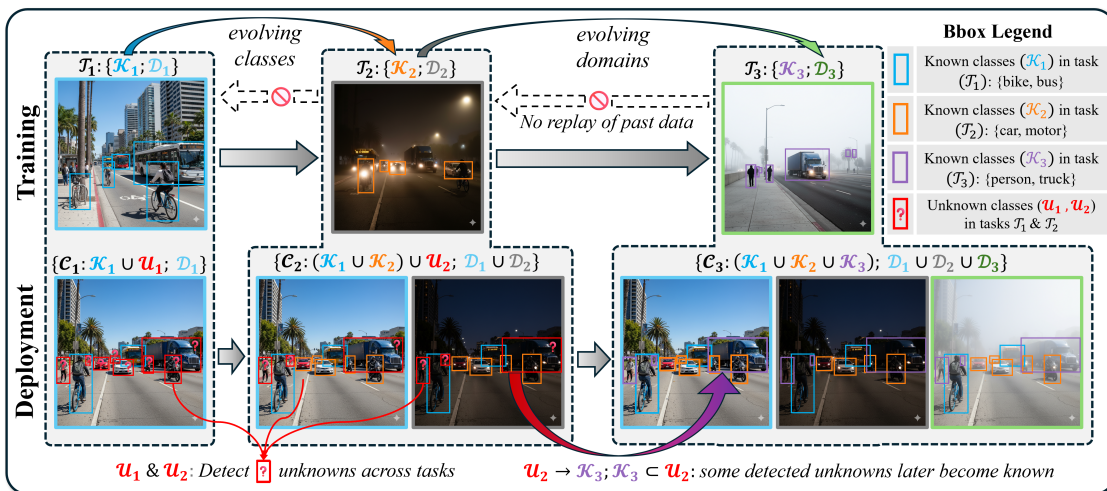 evolving
classes
evolving
domains
Bbox Legend
𝒯₁: {𝒦₁; 𝒟₁}
𝒯₂: {𝒦₂; 𝒟₂}
𝒯₃: {𝒦₃; 𝒟₃}
No replay of past data
Training
Known classes (𝒦₁) in task
(𝒯₁): {bike, bus}
Known classes (𝒦₂) in task
(𝒯₂): {car, motor}
Known classes (𝒦₃) in task
(𝒯₃): {person, truck}
?
Unknown classes (𝒰₁, 𝒰₂)
in tasks 𝒯₁ & 𝒯₂
{𝒞₁: 𝒦₁ ∪ 𝒰₁; 𝒟₁}
{𝒞₂: (𝒦₁ ∪ 𝒦₂) ∪ 𝒰₂; 𝒟₁ ∪ 𝒟₂}
{𝒞₃: (𝒦₁ ∪ 𝒦₂ ∪ 𝒦₃); 𝒟₁ ∪ 𝒟₂ ∪ 𝒟₃}
Deployment
𝒰₁ & 𝒰₂: Detect ? unknowns across tasks
𝒰₂ → 𝒦₃; 𝒦₃ ⊂ 𝒰₂: some detected unknowns later become known